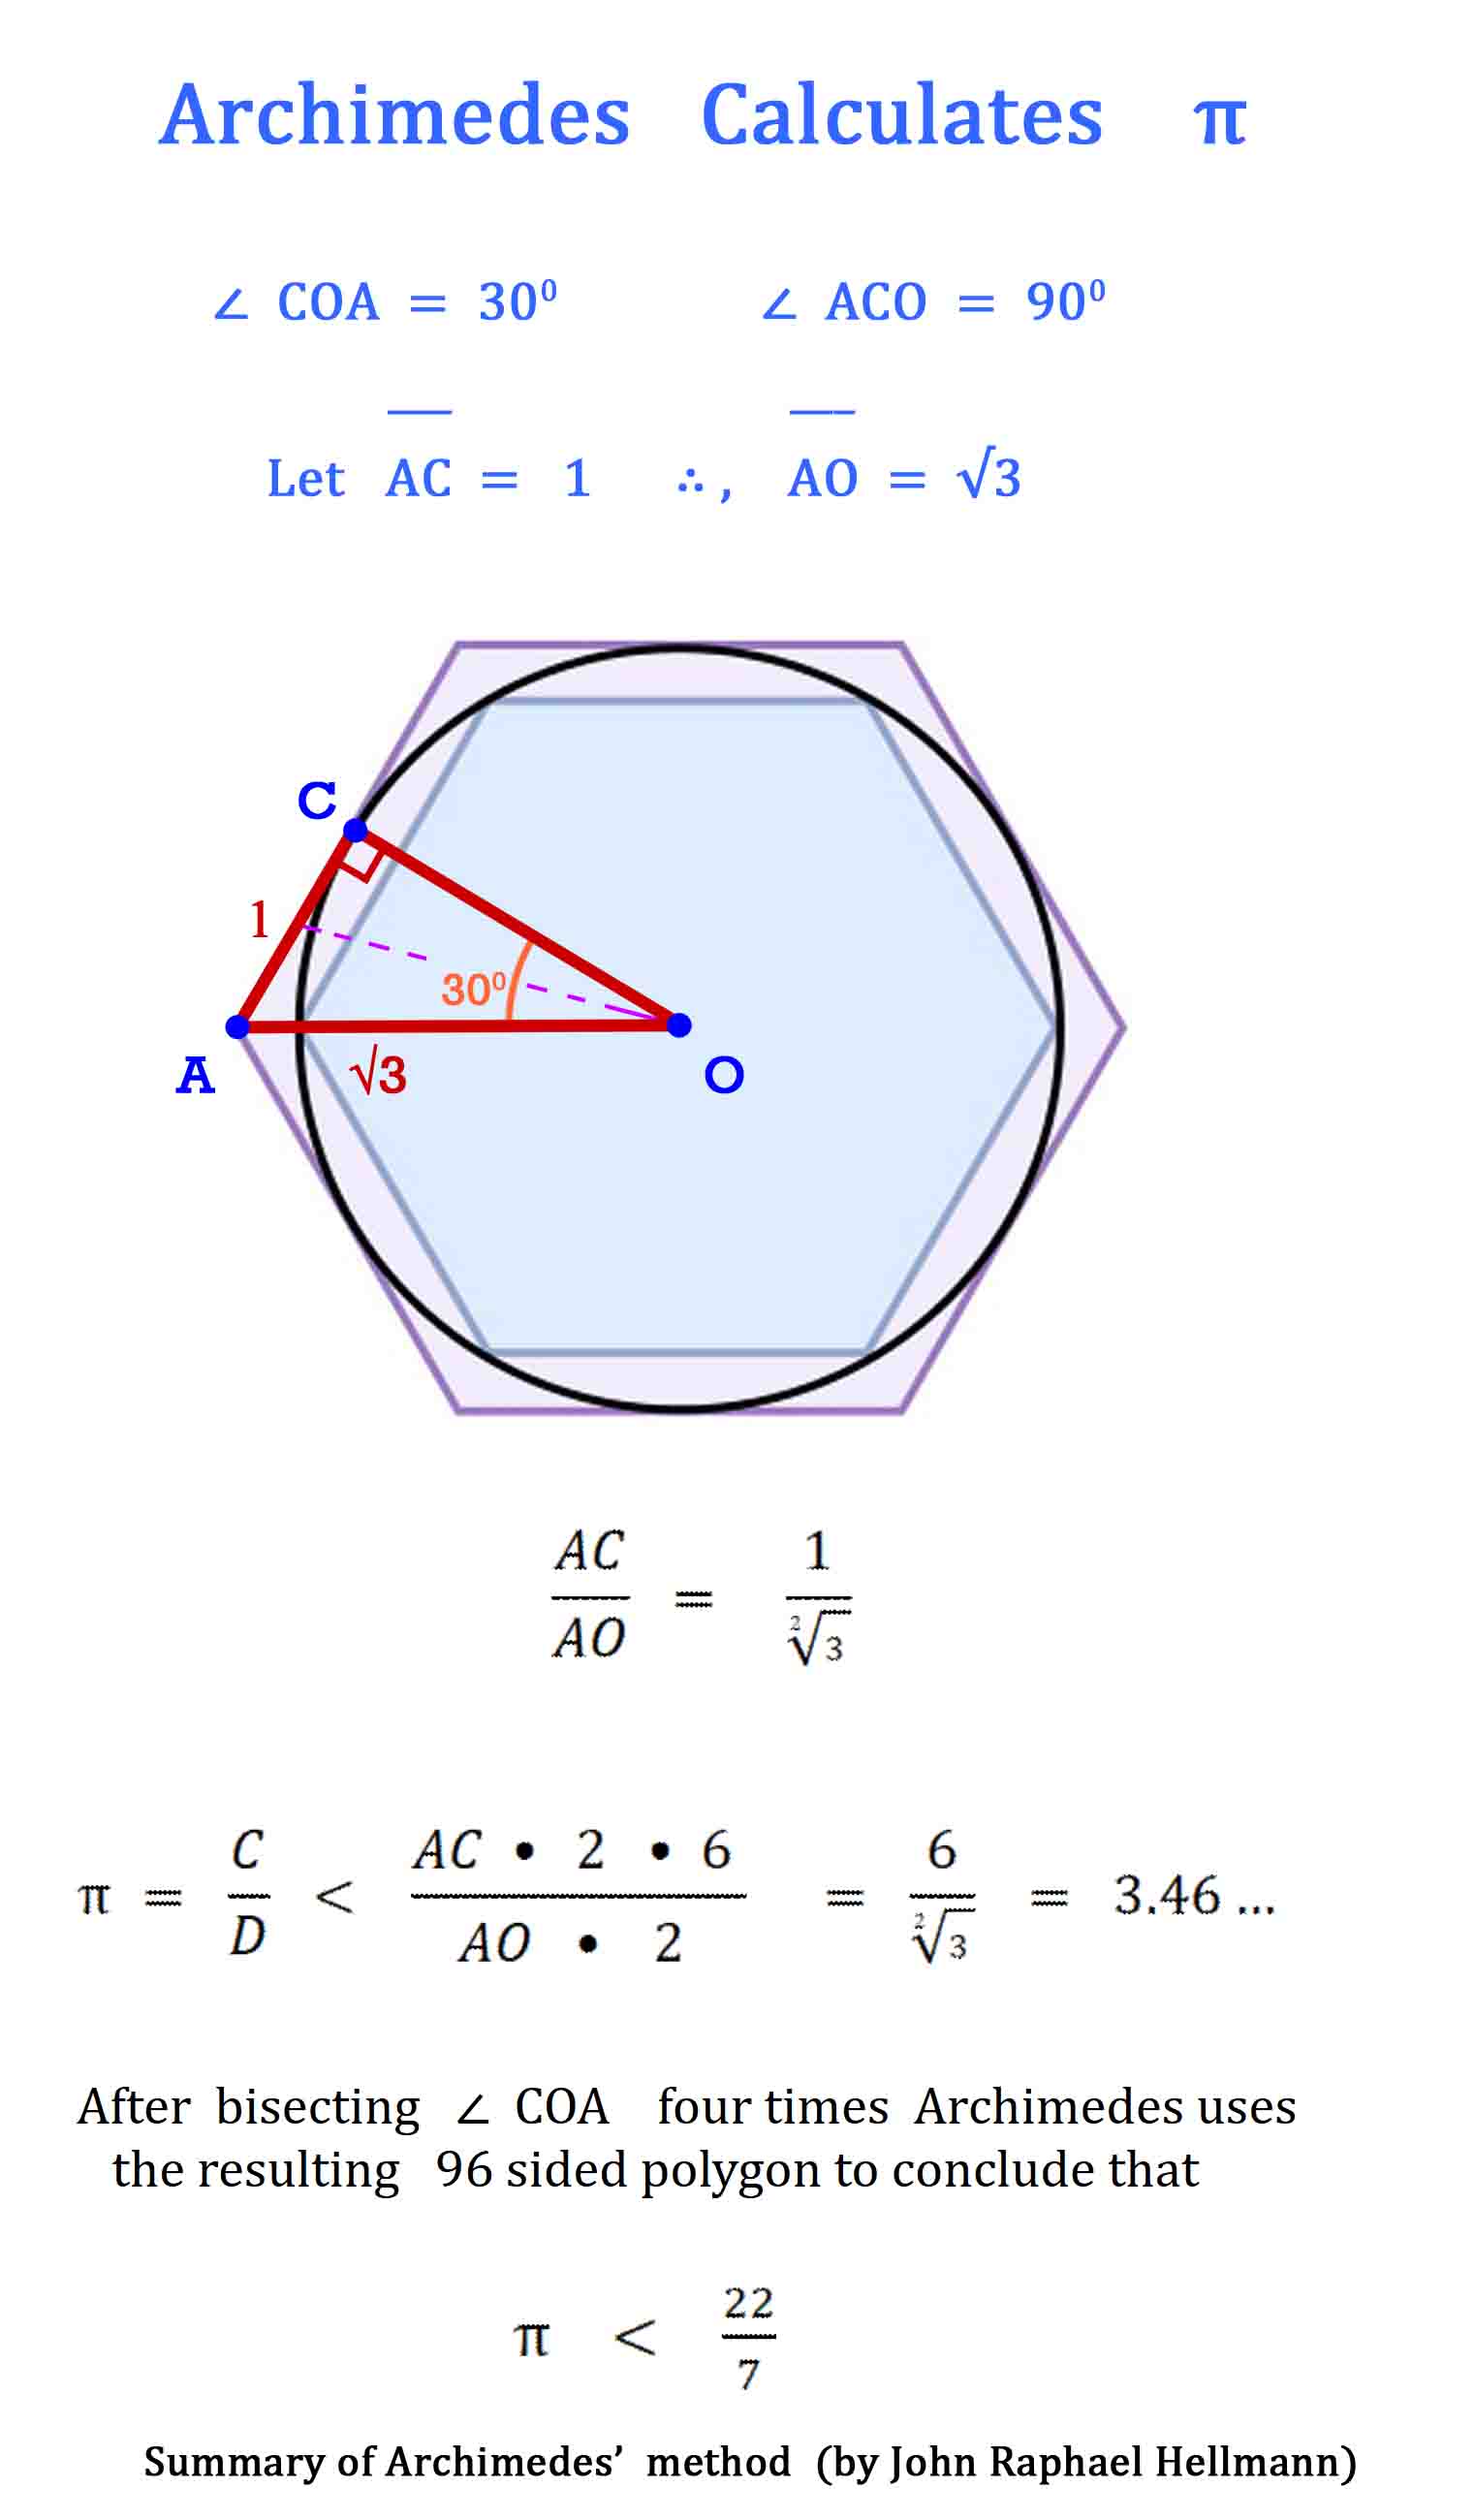 Archimedes Calculates π
∠ COA = 30⁰ ∠ ACO = 90⁰
Let A̅C̅ = 1 ∴ , A̅O̅ = √3
C
1
30⁰
A
√3
O
AC/AO = 1/²√3
π = C/D < AC • 2 • 6/AO • 2 = 6/²√3 = 3.46 ...
After bisecting ∠ COA four times Archimedes uses
the resulting 96 sided polygon to conclude that
π < 22/7
Summary of Archimedes’ method (by John Raphael Hellmann)